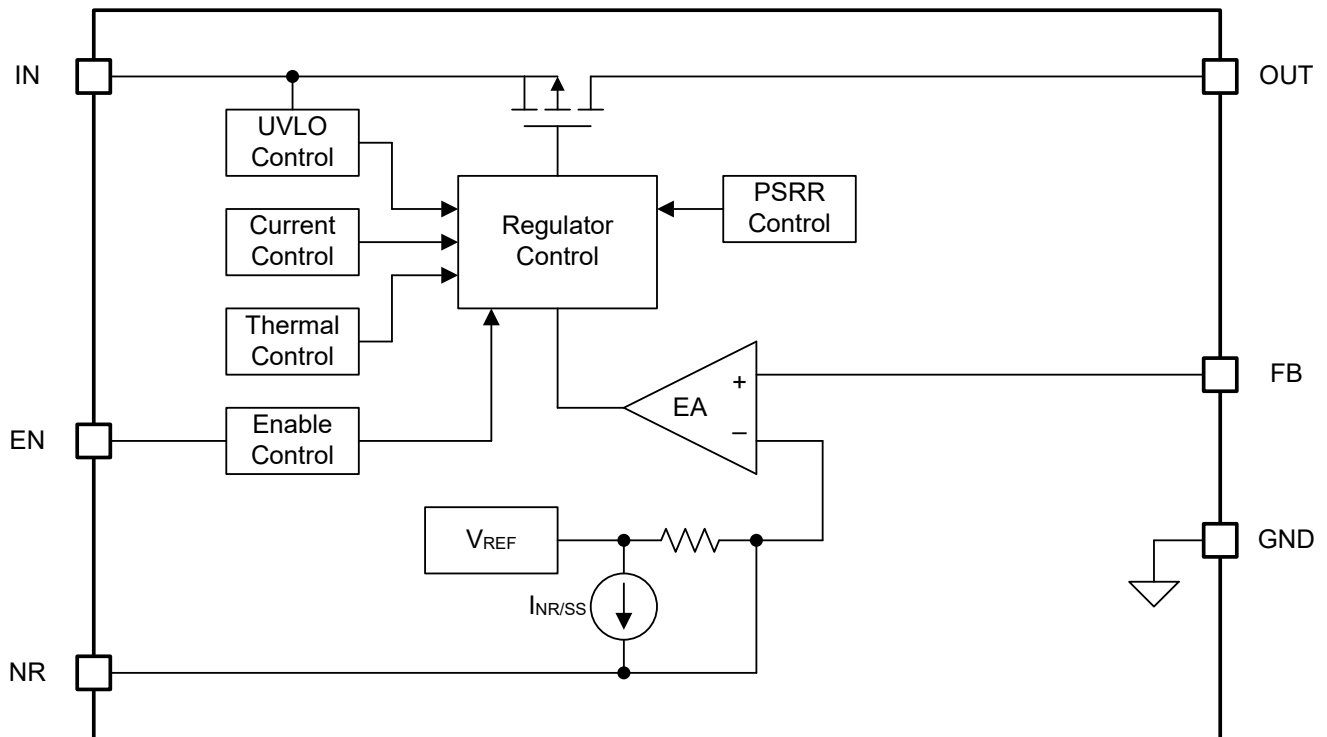 IN
OUT
UVLO
Control
PSRR
Control
Current
Control
Regulator
Control
Thermal
Control
+
EA
–
FB
EN
Enable
Control
VREF
GND
INR/SS
NR